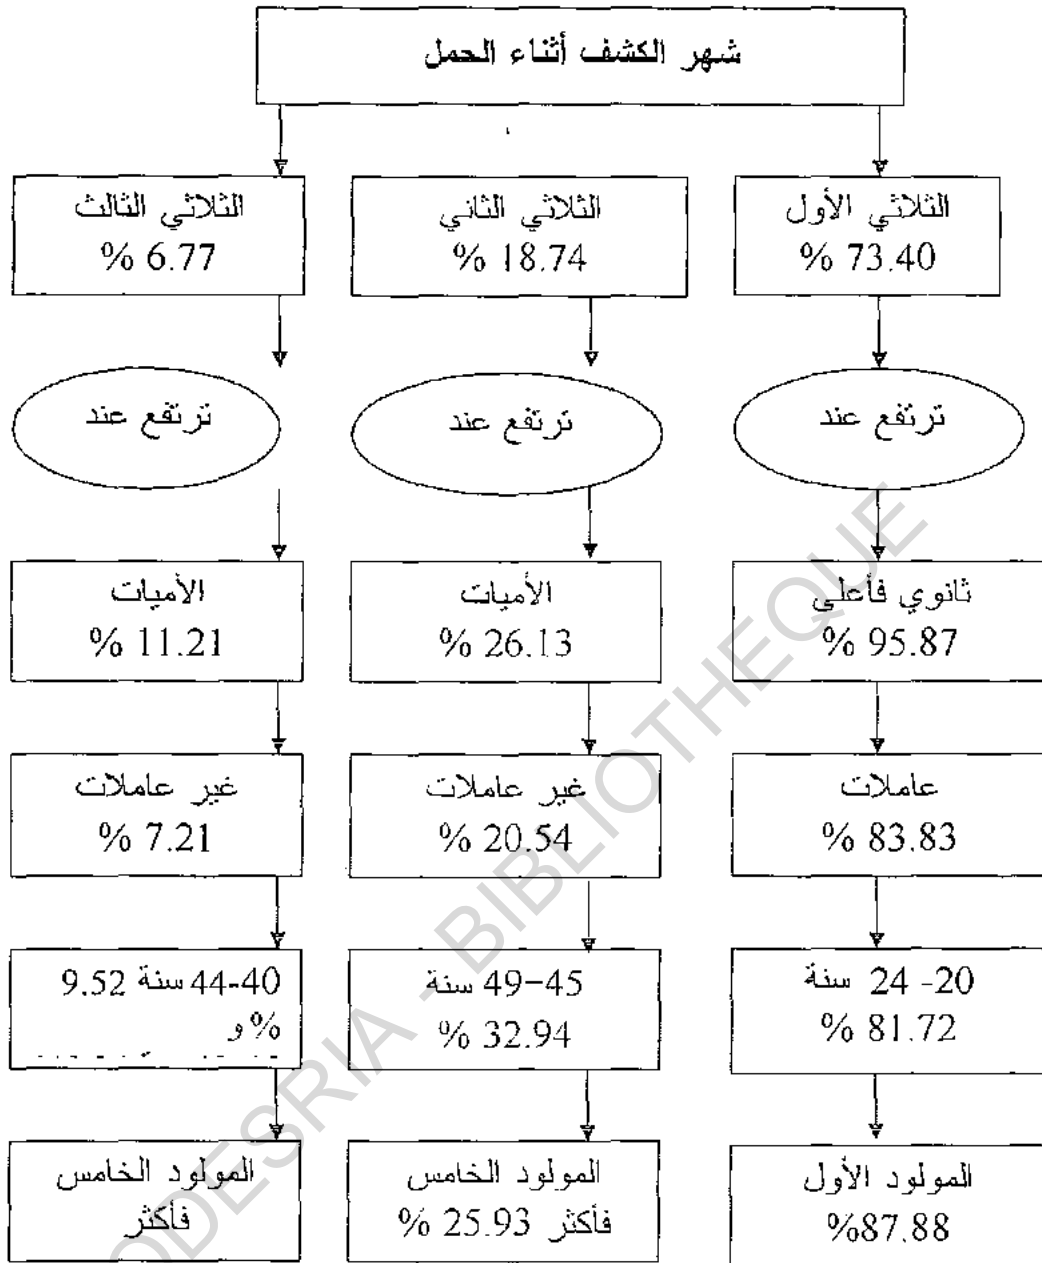 شهر الكشف أثناء الحمل
الثلاثي الأول
73.40 %
الثلاثي الثاني
18.74 %
الثلاثي الثالث
6.77 %
ترتفع عند
ترتفع عند
ترتفع عند
ثانوي فأعلى
95.87 %
الأميات
26.13 %
الأميات
11.21 %
عاملات
83.83 %
غير عاملات
20.54 %
غير عاملات
7.21 %
20- 24 سنة
81.72 %
45-49 سنة
32.94 %
40-44 سنة 9.52
% و
المولود الأول
87.88%
المولود الخامس
فأكثر 25.93 %
المولود الخامس
فأكثر
ODESRIA - BIBLIOTHEQUE